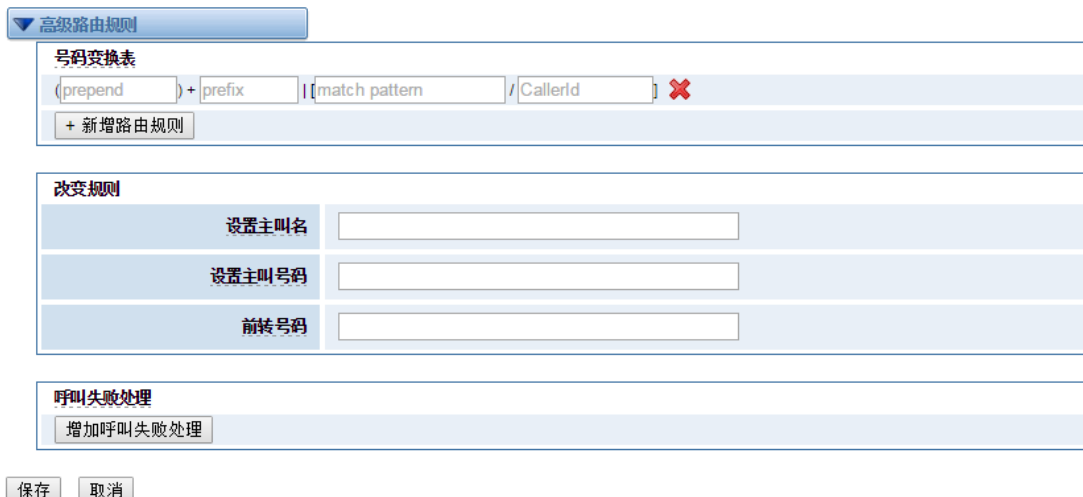 高级路由规则
号码变换表
(prepend) + prefix | [match pattern / CallerId]
+ 新增路由规则
改变规则
设置主叫名
设置主叫号码
前转号码
呼叫失败处理
增加呼叫失败处理
保存 取消